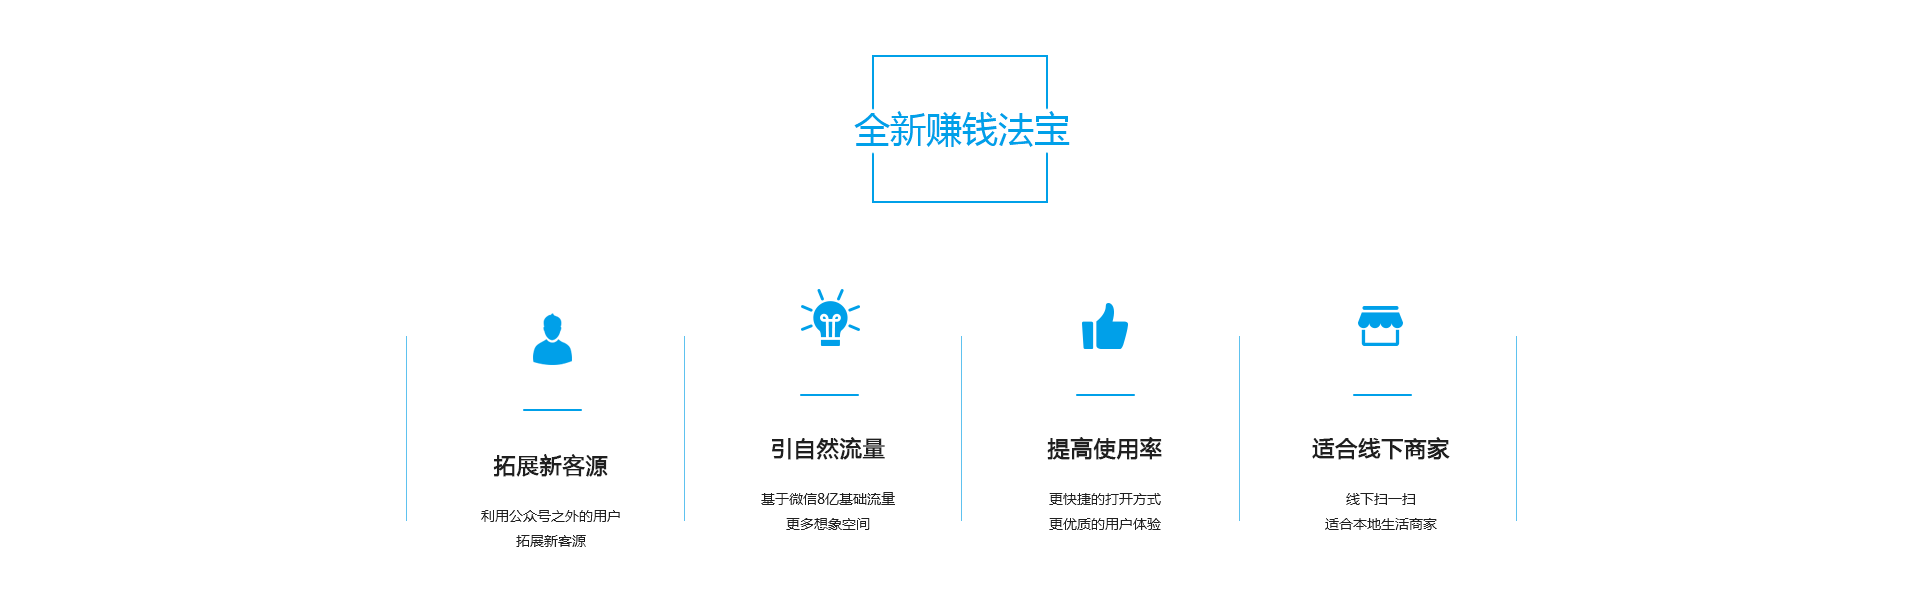 全新赚钱法宝
拓展新客源
利用公众号之外的用户
拓展新客源
引自然流量
基于微信8亿基础流量
更多想象空间
提高使用率
更快捷的打开方式
更优质的用户体验
适合线下商家
线下扫一扫
适合本地生活商家